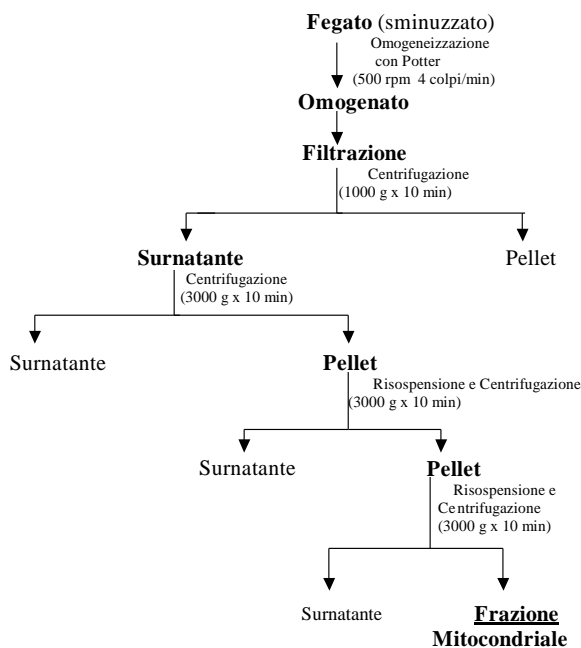 Fegato (sminuzzato)
Omogeneizzazione
con Potter
(500 rpm 4 colpi/min)
Omogenato
Filtrazione
Centrifugazione
(1000 g x 10 min)
Surnatante
Pellet
Centrifugazione
(3000 g x 10 min)
Surnatante
Pellet
Risospensione e Centrifugazione
(3000 g x 10 min)
Surnatante
Pellet
Risospensione e
Centrifugazione
(3000 g x 10 min)
Surnatante
Frazione
Mitocondriale